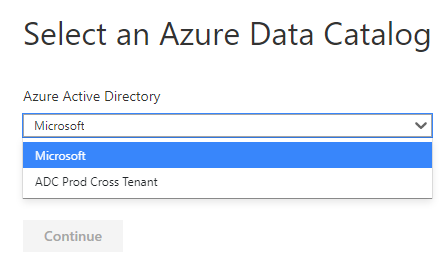 Select an Azure Data Catalog
Azure Active Directory
Microsoft
Microsoft
ADC Prod Cross Tenant
Continue